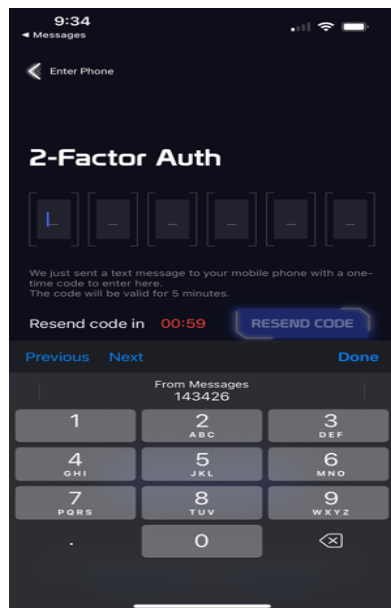 9:34
Messages
Enter Phone
2-Factor Auth
We just sent a text message to your mobile phone with a one-
time code to enter here.
The code will be valid for 5 minutes.
Resend code in 00:59 RESEND CODE
Previous Next Done
From Messages
143426
1 2 3
ABC DEF
4 5 6
GHI JKL MNO
7 8 9
PQRS TUV WXYZ
. 0